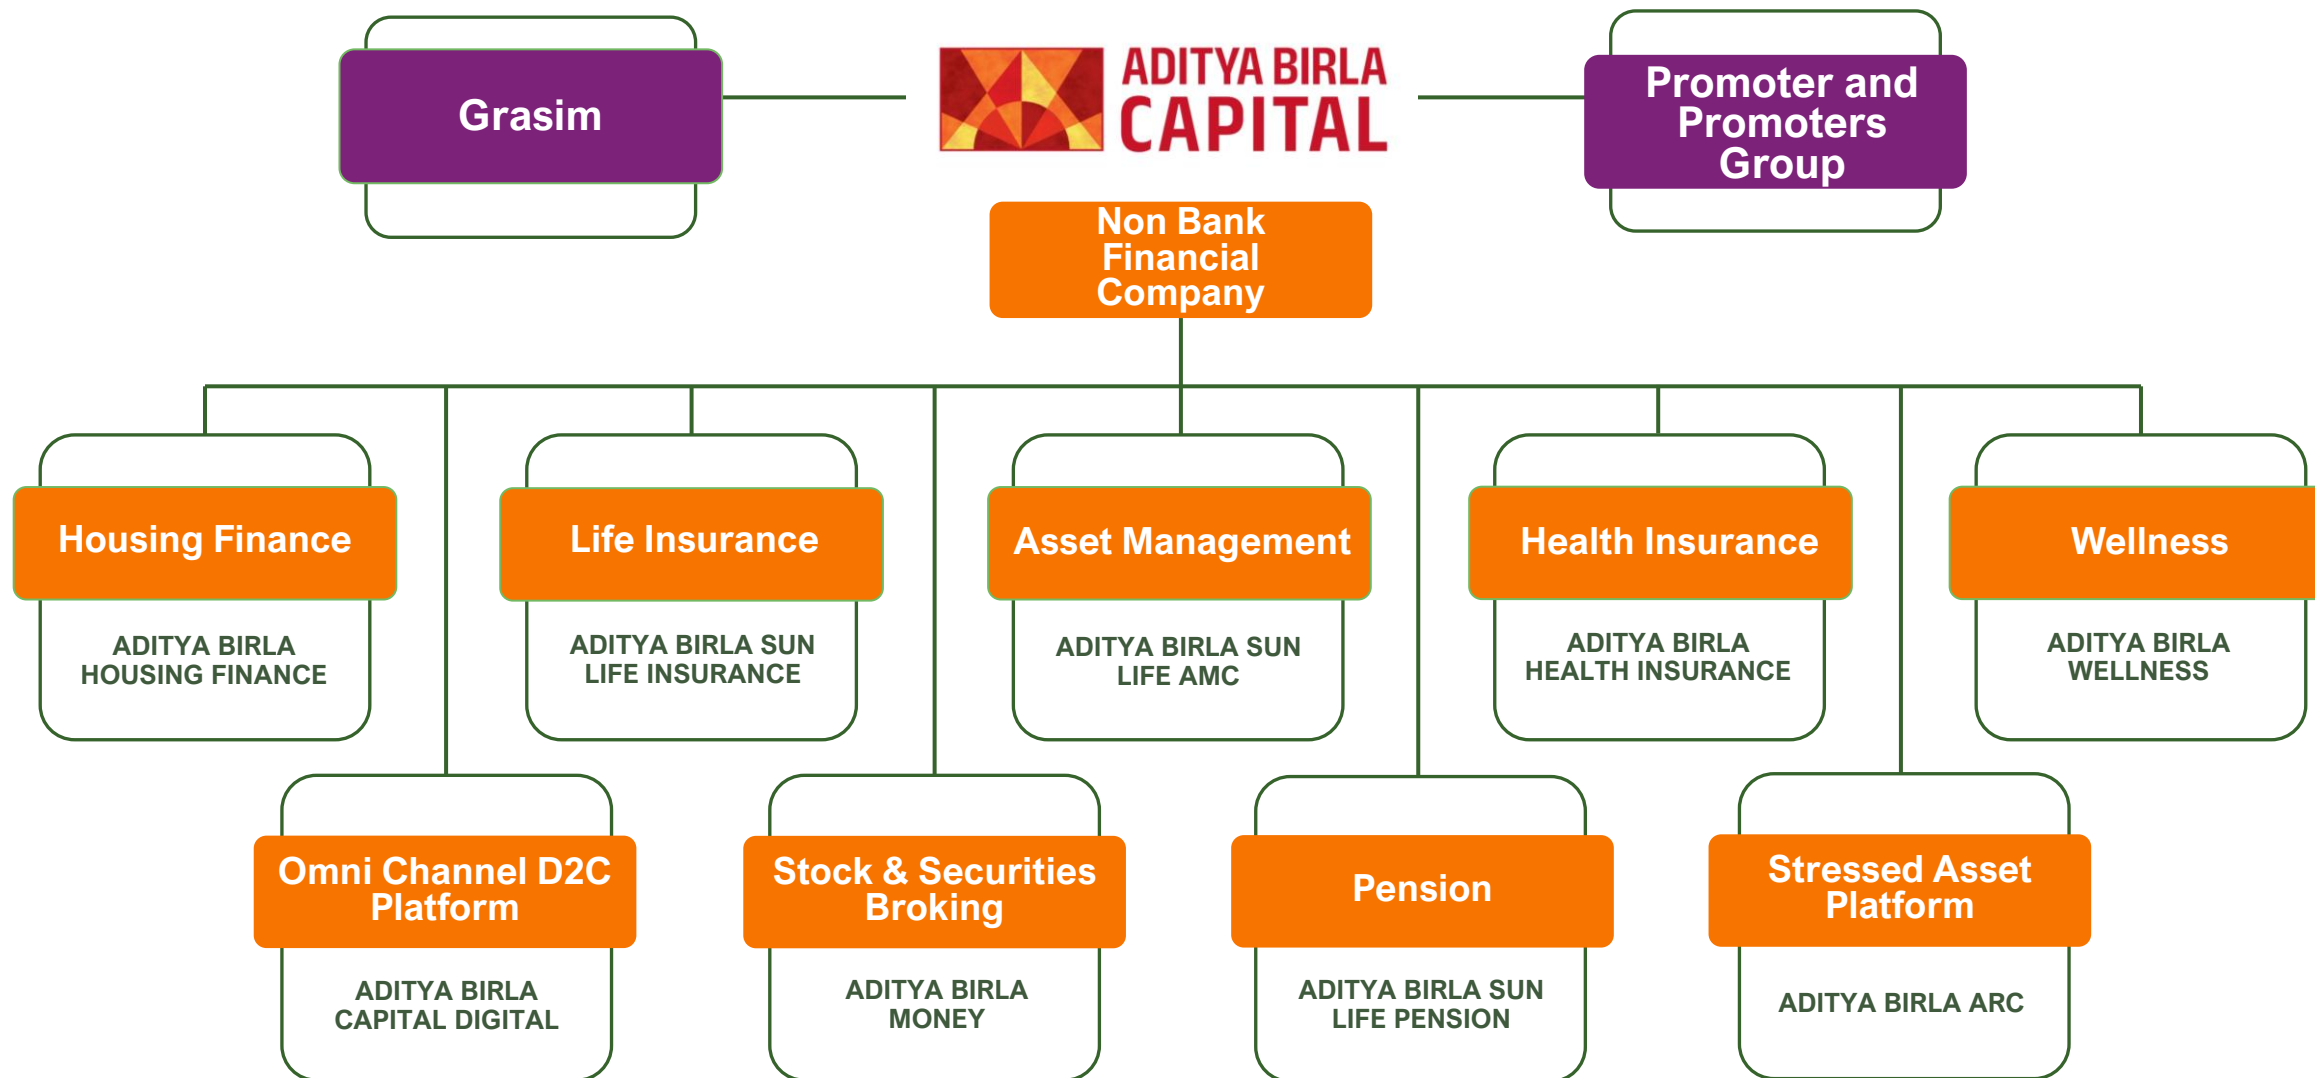 Grasim
ADITYA BIRLA
CAPITAL
Promoter and
Promoters
Group
Non Bank
Financial
Company
Housing Finance
ADITYA BIRLA
HOUSING FINANCE
Life Insurance
ADITYA BIRLA SUN
LIFE INSURANCE
Asset Management
ADITYA BIRLA SUN
LIFE AMC
Health Insurance
ADITYA BIRLA
HEALTH INSURANCE
Wellness
ADITYA BIRLA
WELLNESS
Omni Channel D2C
Platform
ADITYA BIRLA
CAPITAL DIGITAL
Stock & Securities
Broking
ADITYA BIRLA
MONEY
Pension
ADITYA BIRLA SUN
LIFE PENSION
Stressed Asset
Platform
ADITYA BIRLA ARC